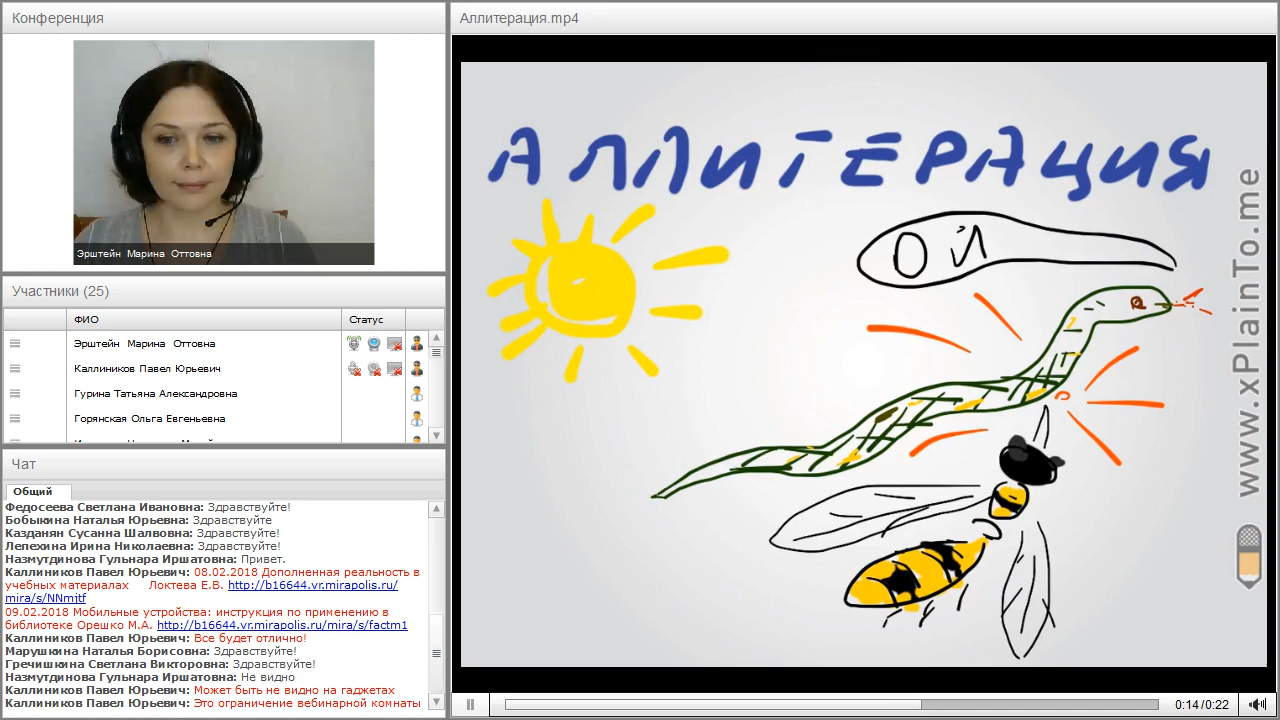 Конференция
Эрштейн Марина Оттовна
Участники (25)
ФИО Статус
Эрштейн Марина Оттовна
Каллиников Павел Юрьевич
Гурина Татьяна Александровна
Горянская Ольга Евгеньевна
Чат
Общий
Федосеева Светлана Ивановна: Здравствуйте!
Бобыкина Наталья Юрьевна: Здравствуйте
Казданян Сусанна Шалвовна: Здравствуйте!
Лепехина Ирина Николаевна: Здравствуйте!
Назмутдинова Гульнара Иршатовна: Привет.
Каллиников Павел Юрьевич: 08.02.2018 Дополненная реальность в
учебных материалах Локтева Е.В. http://b16644.vr.mirapolis.ru/
mira/s/NNmjtf
09.02.2018 Мобильные устройства: инструкция по применению в
библиотеке Орешко М.А. http://b16644.vr.mirapolis.ru/mira/s/factm1
Каллиников Павел Юрьевич: Все будет отлично!
Марушкина Наталья Борисовна: Здравствуйте!
Гречишкина Светлана Викторовна: Здравствуйте!
Назмутдинова Гульнара Иршатовна: Не видно
Каллиников Павел Юрьевич: Может быть не видно на гаджетах
Каллиников Павел Юрьевич: Это ограничение вебинарной комнаты
Аллитерация.mp4
АЛЛИТЕРАЦИЯ
ОЙ
www.xPlainTo.me
0:14/0:22